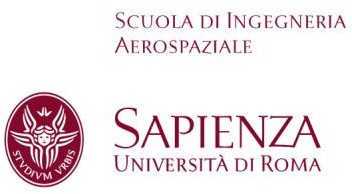 SCUOLA DI INGEGNERIA
AEROSPAZIALE
SAPIENZA
UNIVERSITÀ DI ROMA
STVDIVM VRBIS